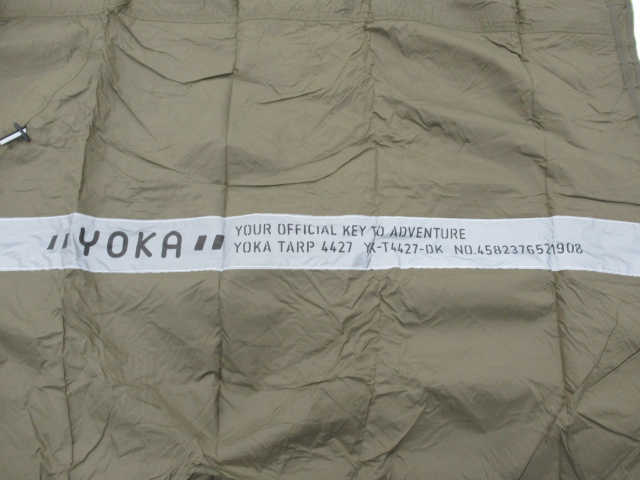 YOKA
YOUR OFFICIAL KEY TO ADVENTURE
YOKA TARP 4427 YK-T4427-DK NO.4582376521908